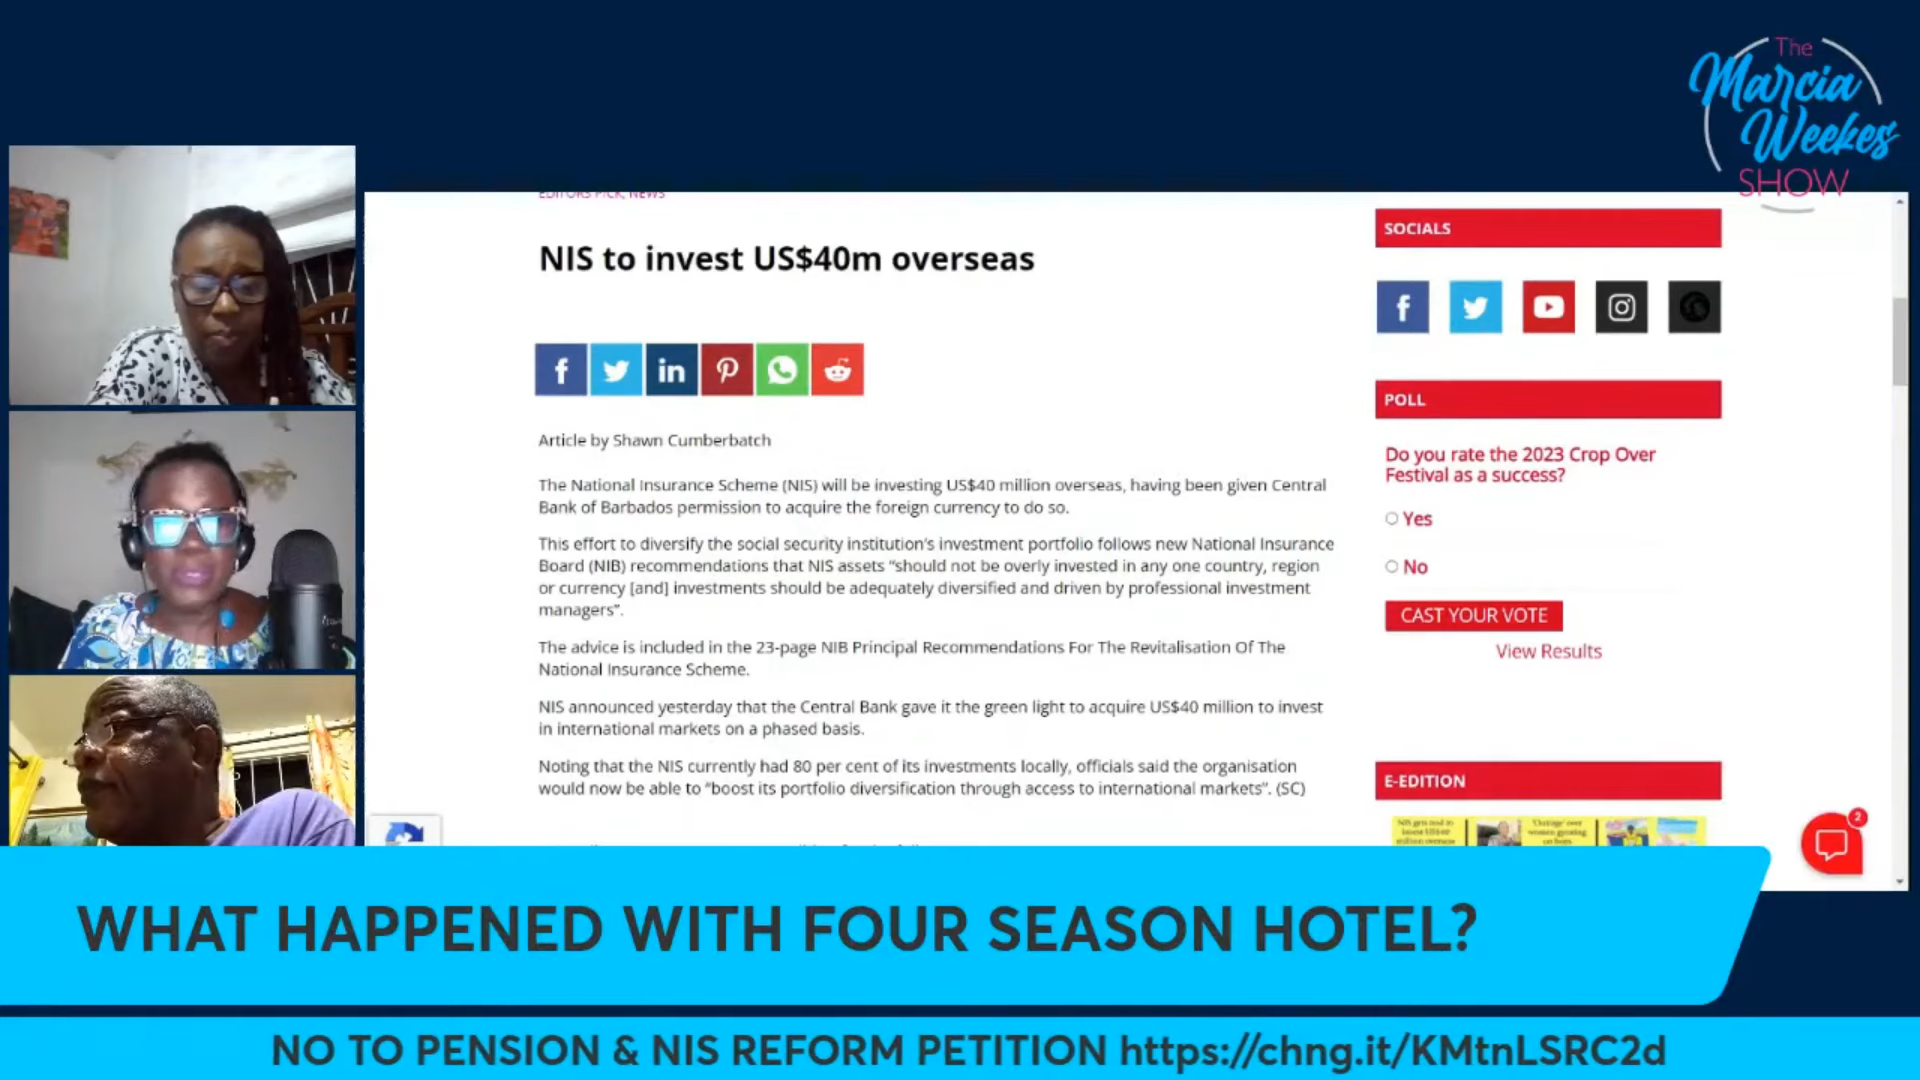 The
Marcia
Weekes
SHOW
EDITORS PICK, NEWS
NIS to invest US$40m overseas
Article by Shawn Cumberbatch
The National Insurance Scheme (NIS) will be investing US$40 million overseas, having been given Central
Bank of Barbados permission to acquire the foreign currency to do so.
This effort to diversify the social security institution's investment portfolio follows new National Insurance
Board (NIB) recommendations that NIS assets “should not be overly invested in any one country, region
or currency [and] investments should be adequately diversified and driven by professional investment
managers”.
The advice is included in the 23-page NIB Principal Recommendations For The Revitalisation Of The
National Insurance Scheme.
NIS announced yesterday that the Central Bank gave it the green light to acquire US$40 million to invest
in international markets on a phased basis.
Noting that the NIS currently had 80 per cent of its investments locally, officials said the organisation
would now be able to “boost its portfolio diversification through access to international markets”. (SC)
SOCIALS
POLL
Do you rate the 2023 Crop Over
Festival as a success?
Yes
No
CAST YOUR VOTE
View Results
E-EDITION
2
WHAT HAPPENED WITH FOUR SEASON HOTEL?
NO TO PENSION & NIS REFORM PETITION https://chng.it/KMtnLSRC2d